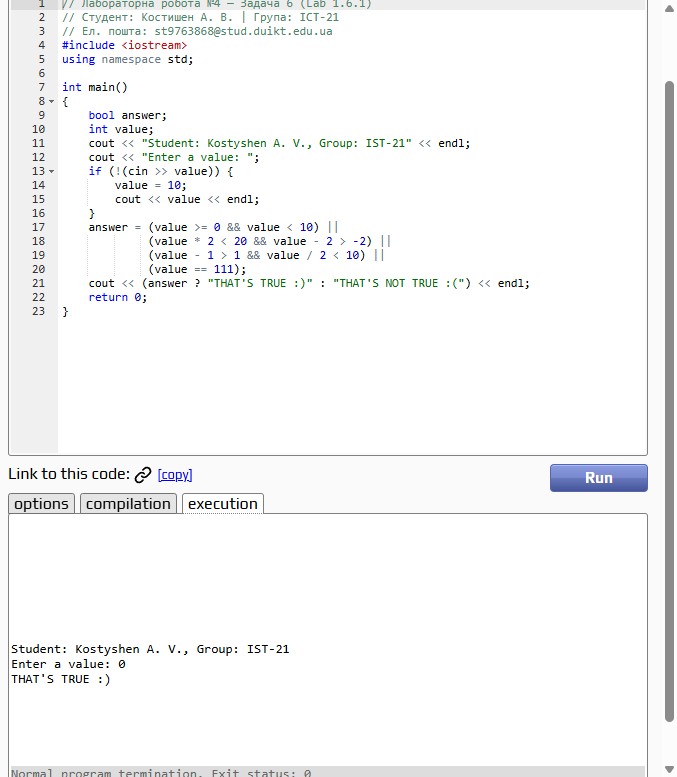 1 // Лабораторна робота №4 — Задача 6 (Lab 1.6.1)
2 // Студент: Костишен А. В. | Група: ІСТ-21
3 // Ел. пошта: st9763868@stud.duikt.edu.ua
4 #include <iostream>
5 using namespace std;
6
7 int main()
8 {
9     bool answer;
10     int value;
11     cout << "Student: Kostyshen A. V., Group: IST-21" << endl;
12     cout << "Enter a value: ";
13     if (!(cin >> value)) {
14         value = 10;
15         cout << value << endl;
16     }
17     answer = (value >= 0 && value < 10) ||
18              (value * 2 < 20 && value - 2 > -2) ||
19              (value - 1 > 1 && value / 2 < 10) ||
20              (value == 111);
21     cout << (answer ? "THAT'S TRUE :)" : "THAT'S NOT TRUE :(") << endl;
22     return 0;
23 }
Link to this code: [copy]
Run
options compilation execution
Student: Kostyshen A. V., Group: IST-21
Enter a value: 0
THAT'S TRUE :)
Normal program termination. Exit status: 0